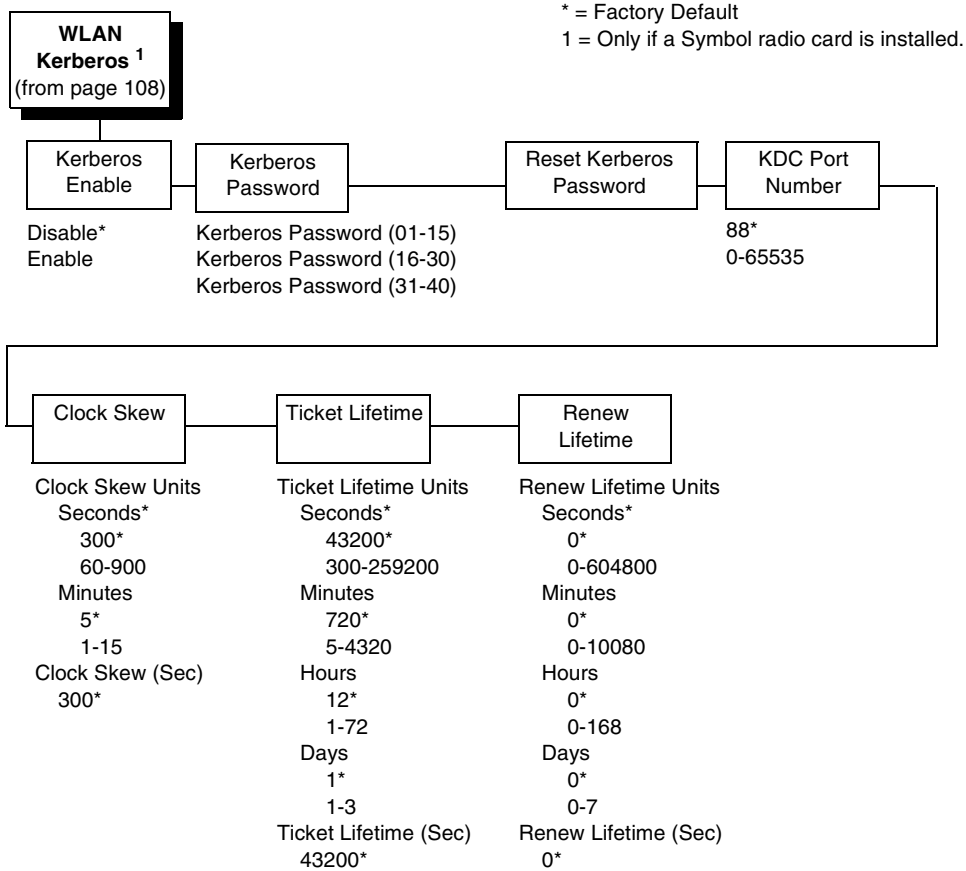 * = Factory Default
1 = Only if a Symbol radio card is installed.
WLAN
Kerberos 1
(from page 108)
Kerberos
Enable
Disable*
Enable
Kerberos
Password
Kerberos Password (01-15)
Kerberos Password (16-30)
Kerberos Password (31-40)
Reset Kerberos
Password
KDC Port
Number
88*
0-65535
Clock Skew
Clock Skew Units
Seconds*
300*
60-900
Minutes
5*
1-15
Clock Skew (Sec)
300*
Ticket Lifetime
Ticket Lifetime Units
Seconds*
43200*
300-259200
Minutes
720*
5-4320
Hours
12*
1-72
Days
1*
1-3
Ticket Lifetime (Sec)
43200*
Renew
Lifetime
Renew Lifetime Units
Seconds*
0*
0-604800
Minutes
0*
0-10080
Hours
0*
0-168
Days
0*
0-7
Renew Lifetime (Sec)
0*